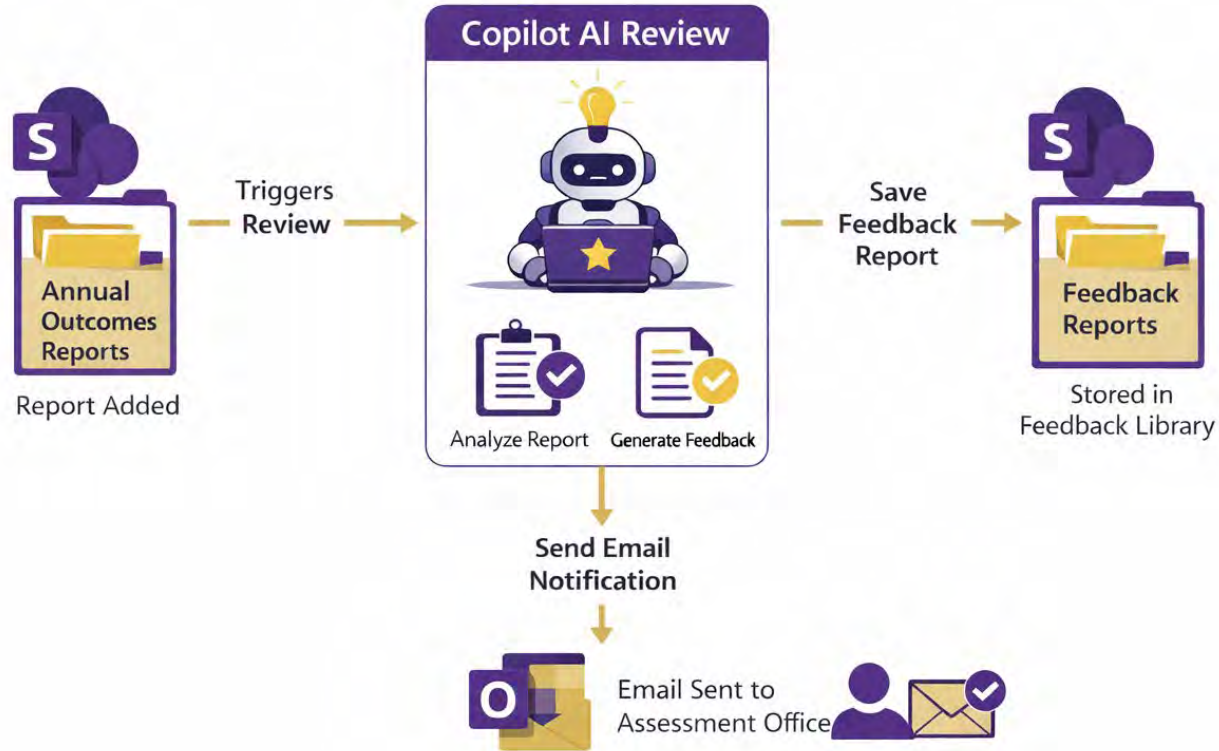 Copilot AI Review
S
Annual
Outcomes
Reports
Report Added
Triggers
Review
Analyze Report
Generate Feedback
Save
Feedback
Report
S
Feedback
Reports
Stored in
Feedback Library
Send Email
Notification
O
Email Sent to
Assessment Office